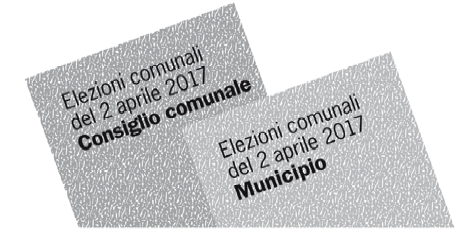 Elezioni comunali
del 2 aprile 2017
Consiglio comunale
Elezioni comunali
del 2 aprile 2017
Municipio